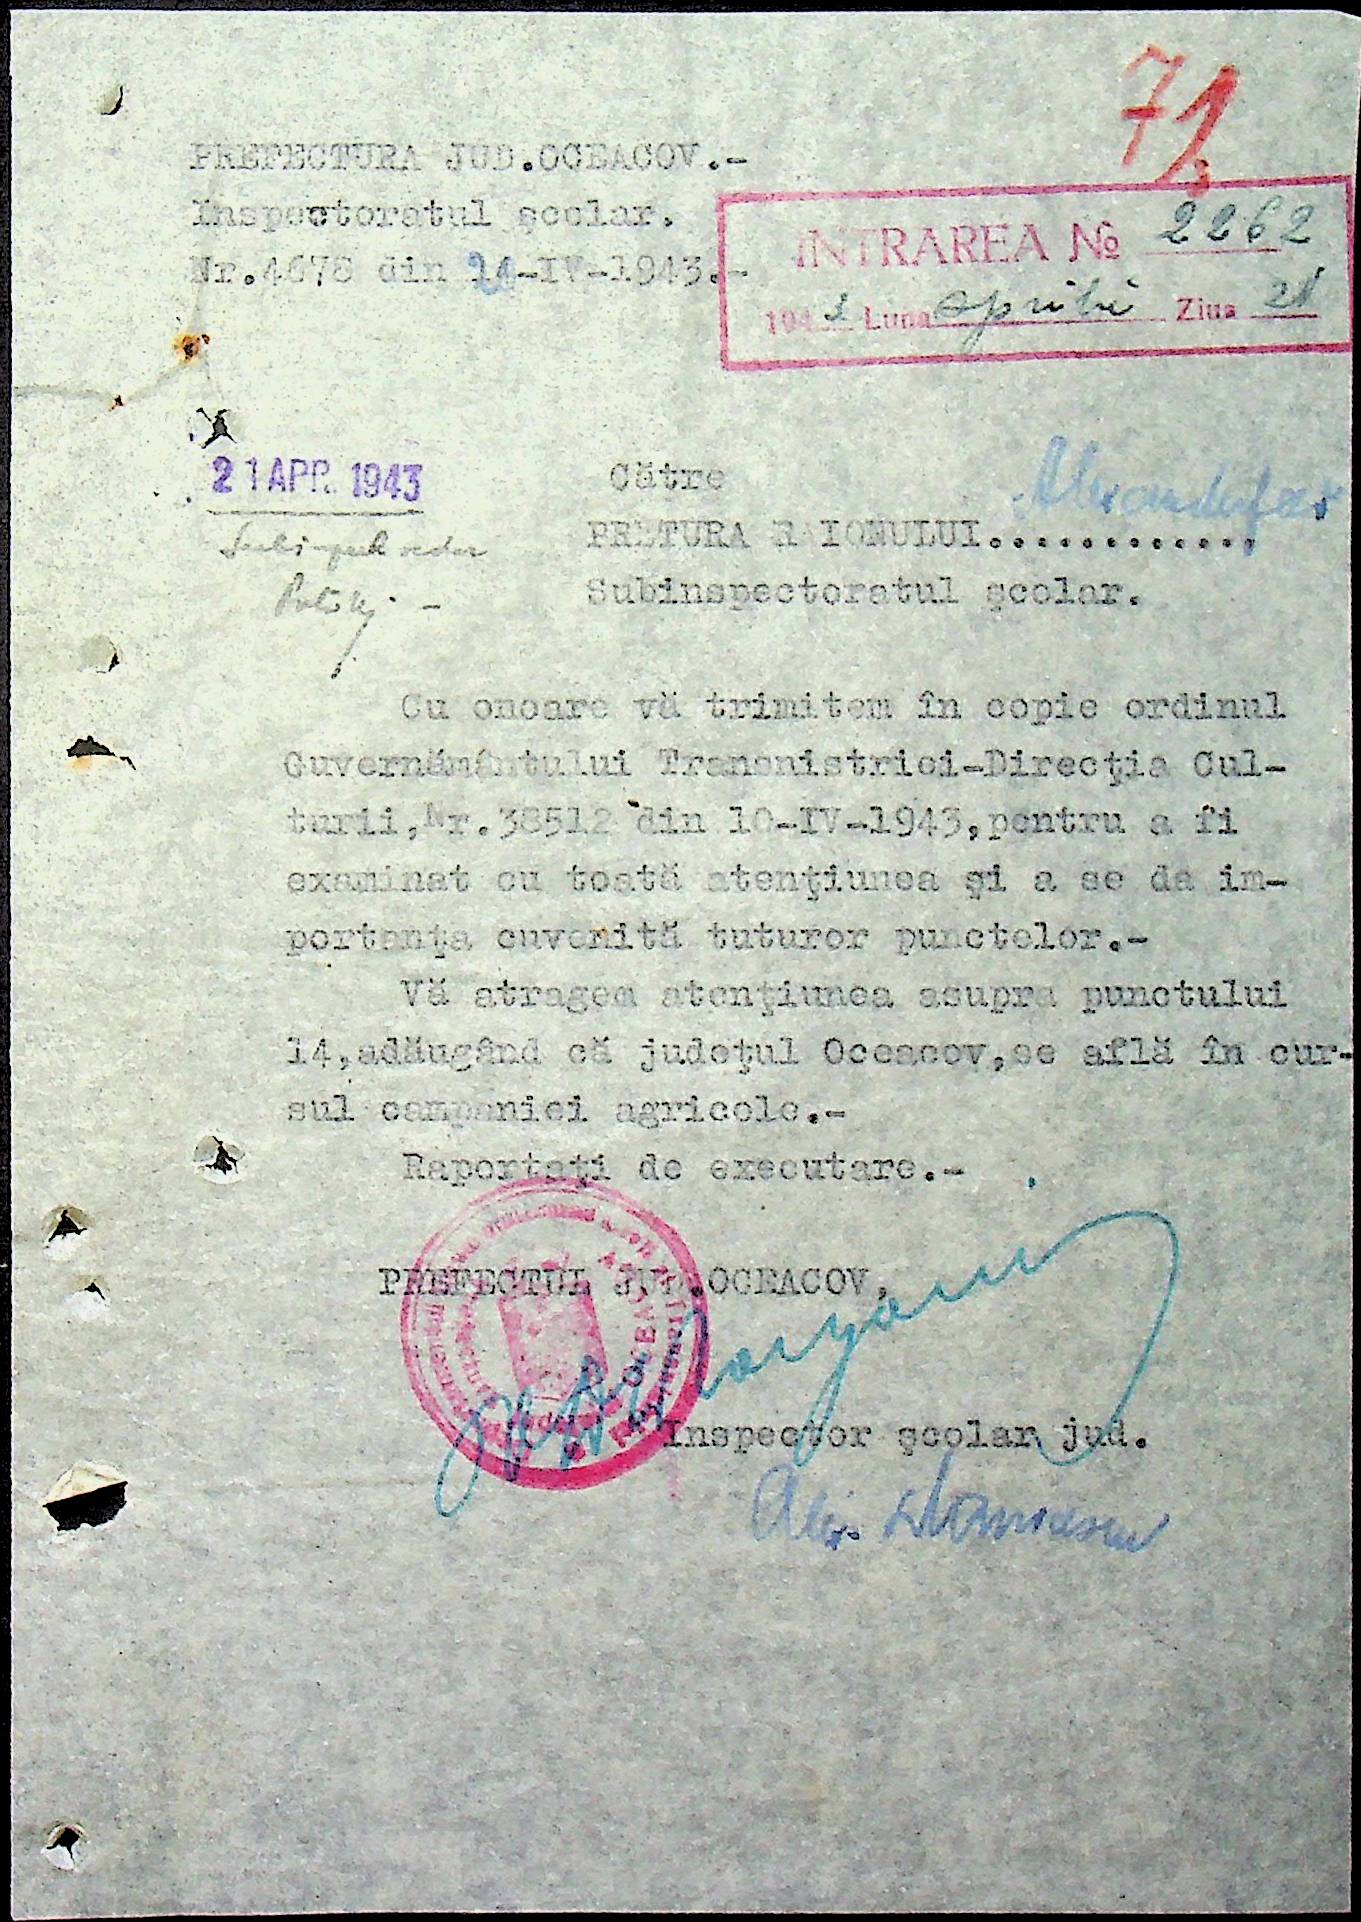 71
PREFECTURA JUD.OCEACOV.-
Inspectoratul şcolar.
Nr.4678 din 14-IV-1943.-
INTRAREA № 2262
194 Luna Aprilie Ziua 21
21 APR. 1943
Către
PRETURA RAIONULUI.............
Subinspectoratul şcolar.
Cu onoare vă trimitem în copie ordinul
Guvernământului Transnistriei-Direcţia Cul-
turii,Nr.38512 din 10-IV-1943,pentru a fi
examinat cu toată atenţiunea şi a se da im-
portanţa cuvenită tuturor punctelor.-
Vă atragem atenţiunea asupra punctului
14,adăugând că judeţul Oceacov,se află în cur-
sul campaniei agricole.-
Raportaţi de executare.-
PREFECTUL JUD.OCEACOV,
Inspector şcolar jud.
Alex.